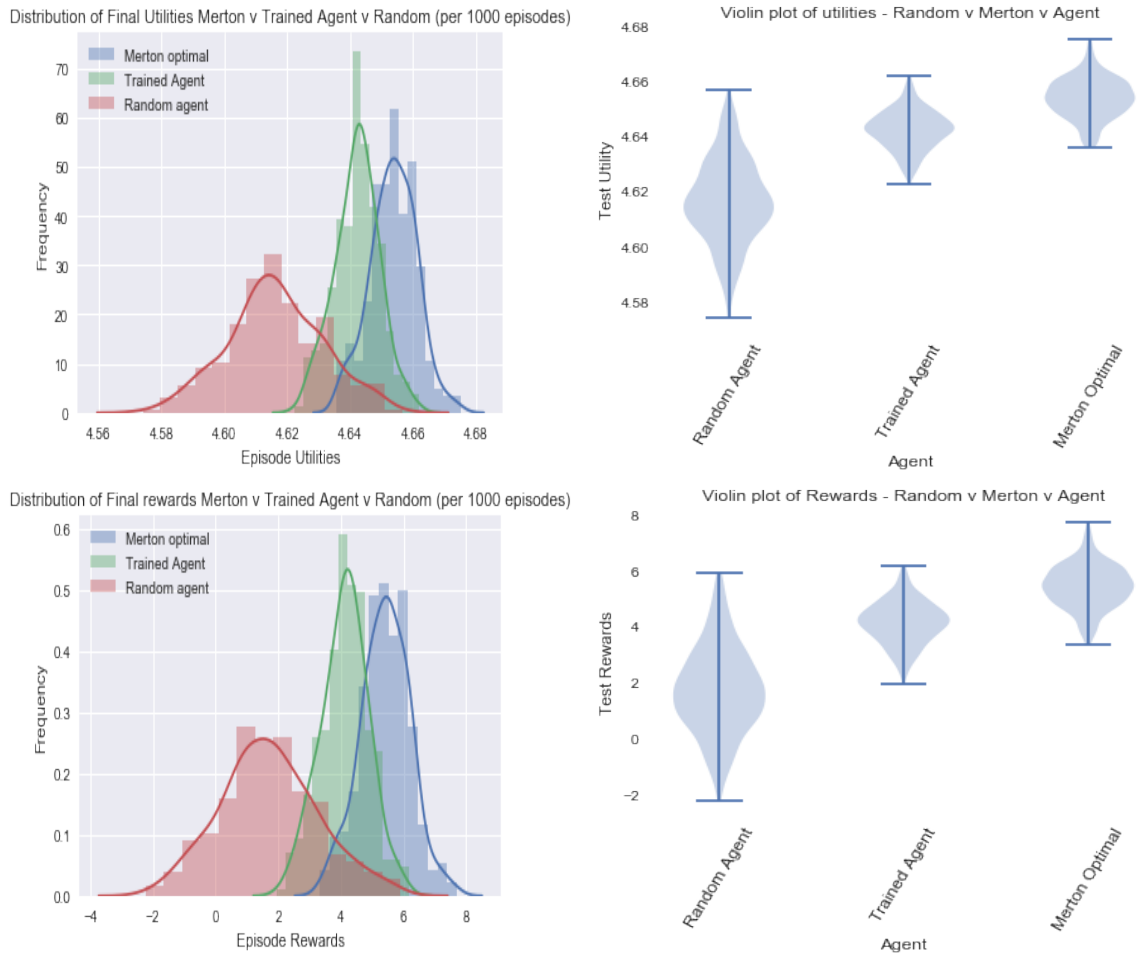 Distribution of Final Utilities Merton v Trained Agent v Random (per 1000 episodes)
Merton optimal
Trained Agent
Random agent
70
60
50
40
30
20
10
0
Frequency
4.56 4.58 4.60 4.62 4.64 4.66 4.68
Episode Utilities
Violin plot of utilities - Random v Merton v Agent
4.68
4.66
4.64
4.62
4.60
4.58
Test Utility
Random Agent
Trained Agent
Merton Optimal
Agent
Distribution of Final rewards Merton v Trained Agent v Random (per 1000 episodes)
Merton optimal
Trained Agent
Random agent
0.6
0.5
0.4
0.3
0.2
0.1
0.0
Frequency
−4 −2 0 2 4 6 8
Episode Rewards
Violin plot of Rewards - Random v Merton v Agent
8
6
4
2
0
−2
Test Rewards
Random Agent
Trained Agent
Merton Optimal
Agent